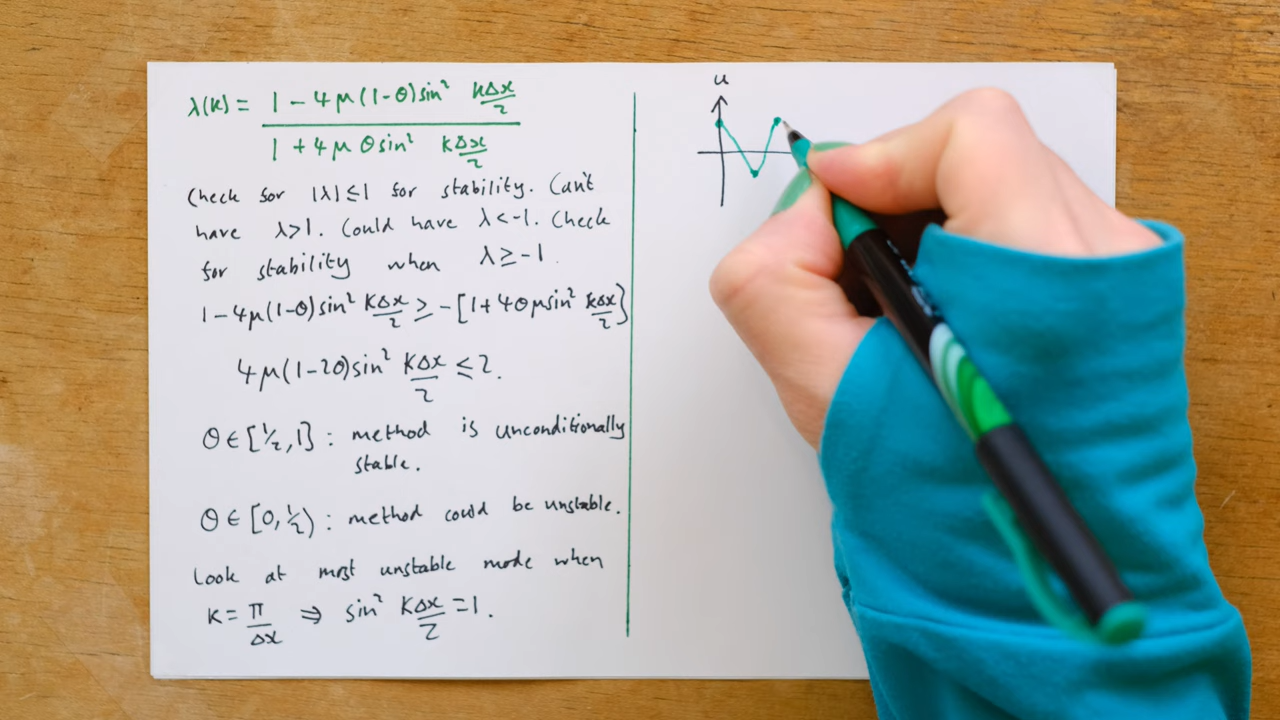 λ(k) = (1 - 4μ(1-θ)sin² kΔx/2) / (1 + 4μθsin² kΔx/2)
Check for |λ|≤1 for stability. Can't
have λ>1. Could have λ<-1. Check
for stability when λ≥-1.
1-4μ(1-θ)sin² kΔx/2 ≥ -[1+4θμsin² kΔx/2]
4μ(1-2θ)sin² kΔx/2 ≤ 2.
θ∈[1/2,1]: method is unconditionally
stable.
θ∈[0,1/2): method could be unstable.
Look at most unstable mode when
k = π/Δx ⇒ sin² kΔx/2 = 1.
u